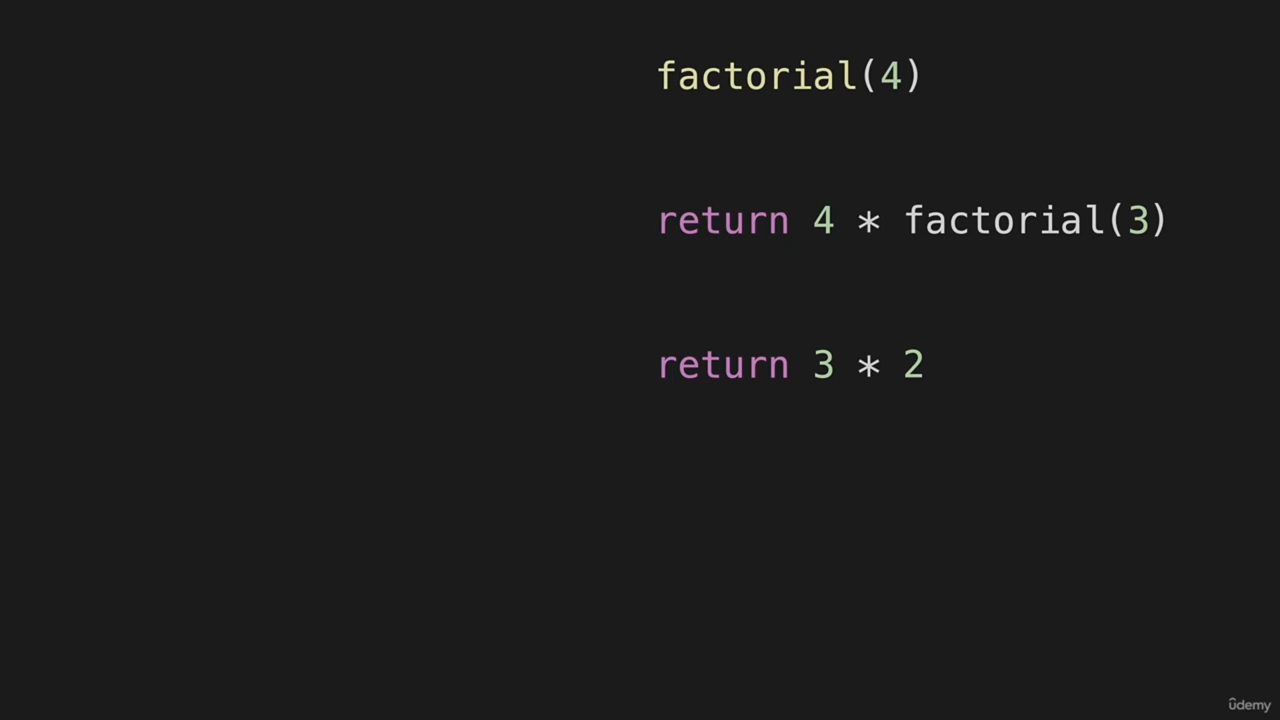 factorial(4)
return 4 * factorial(3)
return 3 * 2
ûdemy